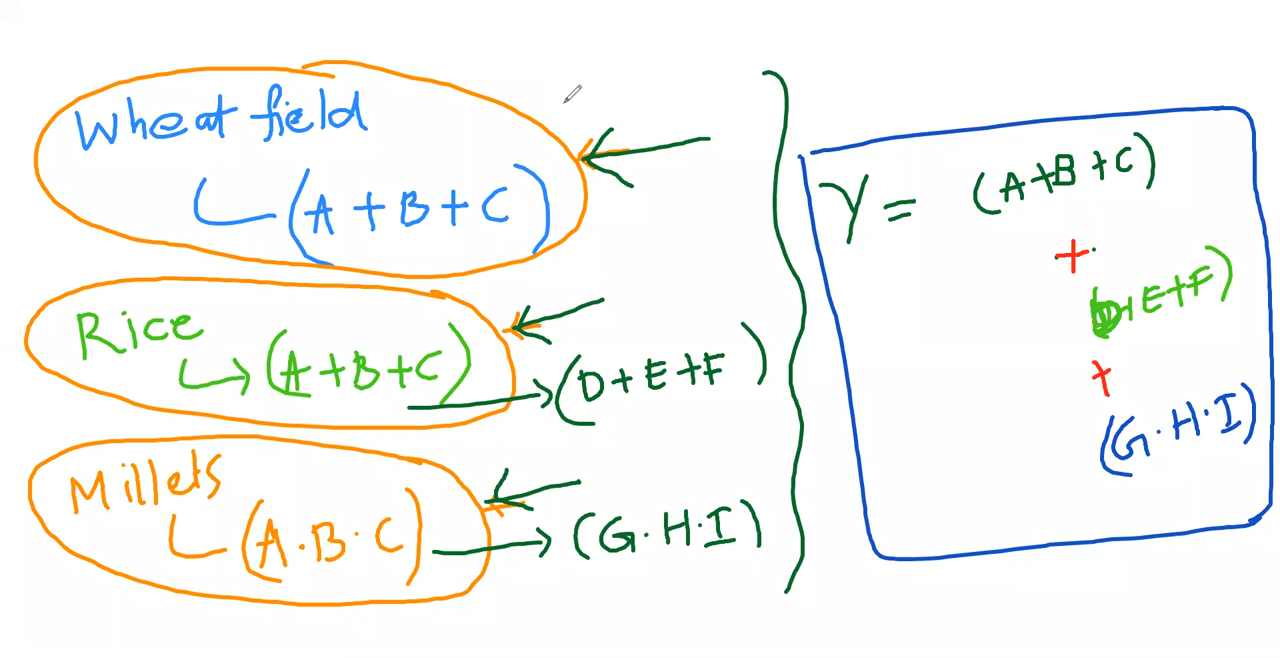 Wheat field
(A + B + C)
Rice
(A + B + C)
(D + E + F)
Millets
(A · B · C)
(G · H · I)
Y = (A + B + C)
+
(D + E + F)
+
(G · H · I)